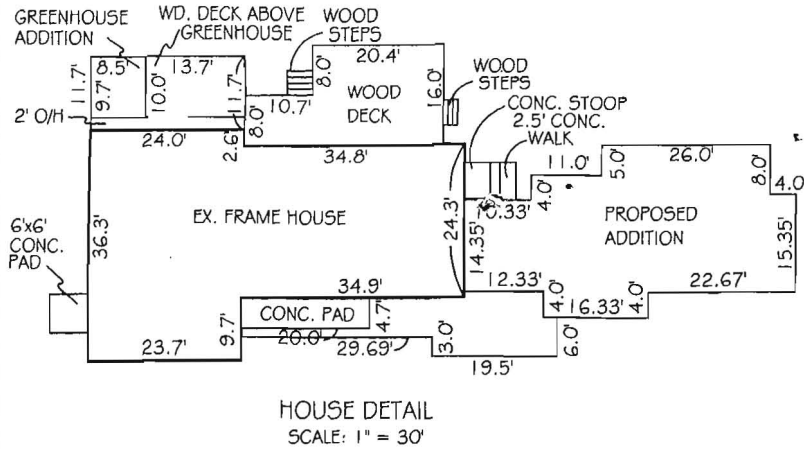 GREENHOUSE
ADDITION
WD. DECK ABOVE
GREENHOUSE
WOOD
STEPS
8.5'
13.7'
20.4'
11.7'
9.7'
10.0'
11.7'
8.0'
8.0'
10.7'
WOOD
DECK
16.0'
WOOD
STEPS
CONC. STOOP
2.5' CONC.
WALK
2' O/H
24.0'
2.6'
34.8'
11.0'
5.0'
26.0'
8.0'
4.0
4.0'
10.33'
EX. FRAME HOUSE
PROPOSED
ADDITION
36.3'
24.3'
14.35'
15.35'
6'x6'
CONC.
PAD
34.9'
12.33'
22.67'
4.0'
16.33'
4.0'
CONC. PAD
4.7'
9.7'
20.0'
29.69'
3.0'
6.0'
23.7'
19.5'
HOUSE DETAIL
SCALE: 1" = 30'